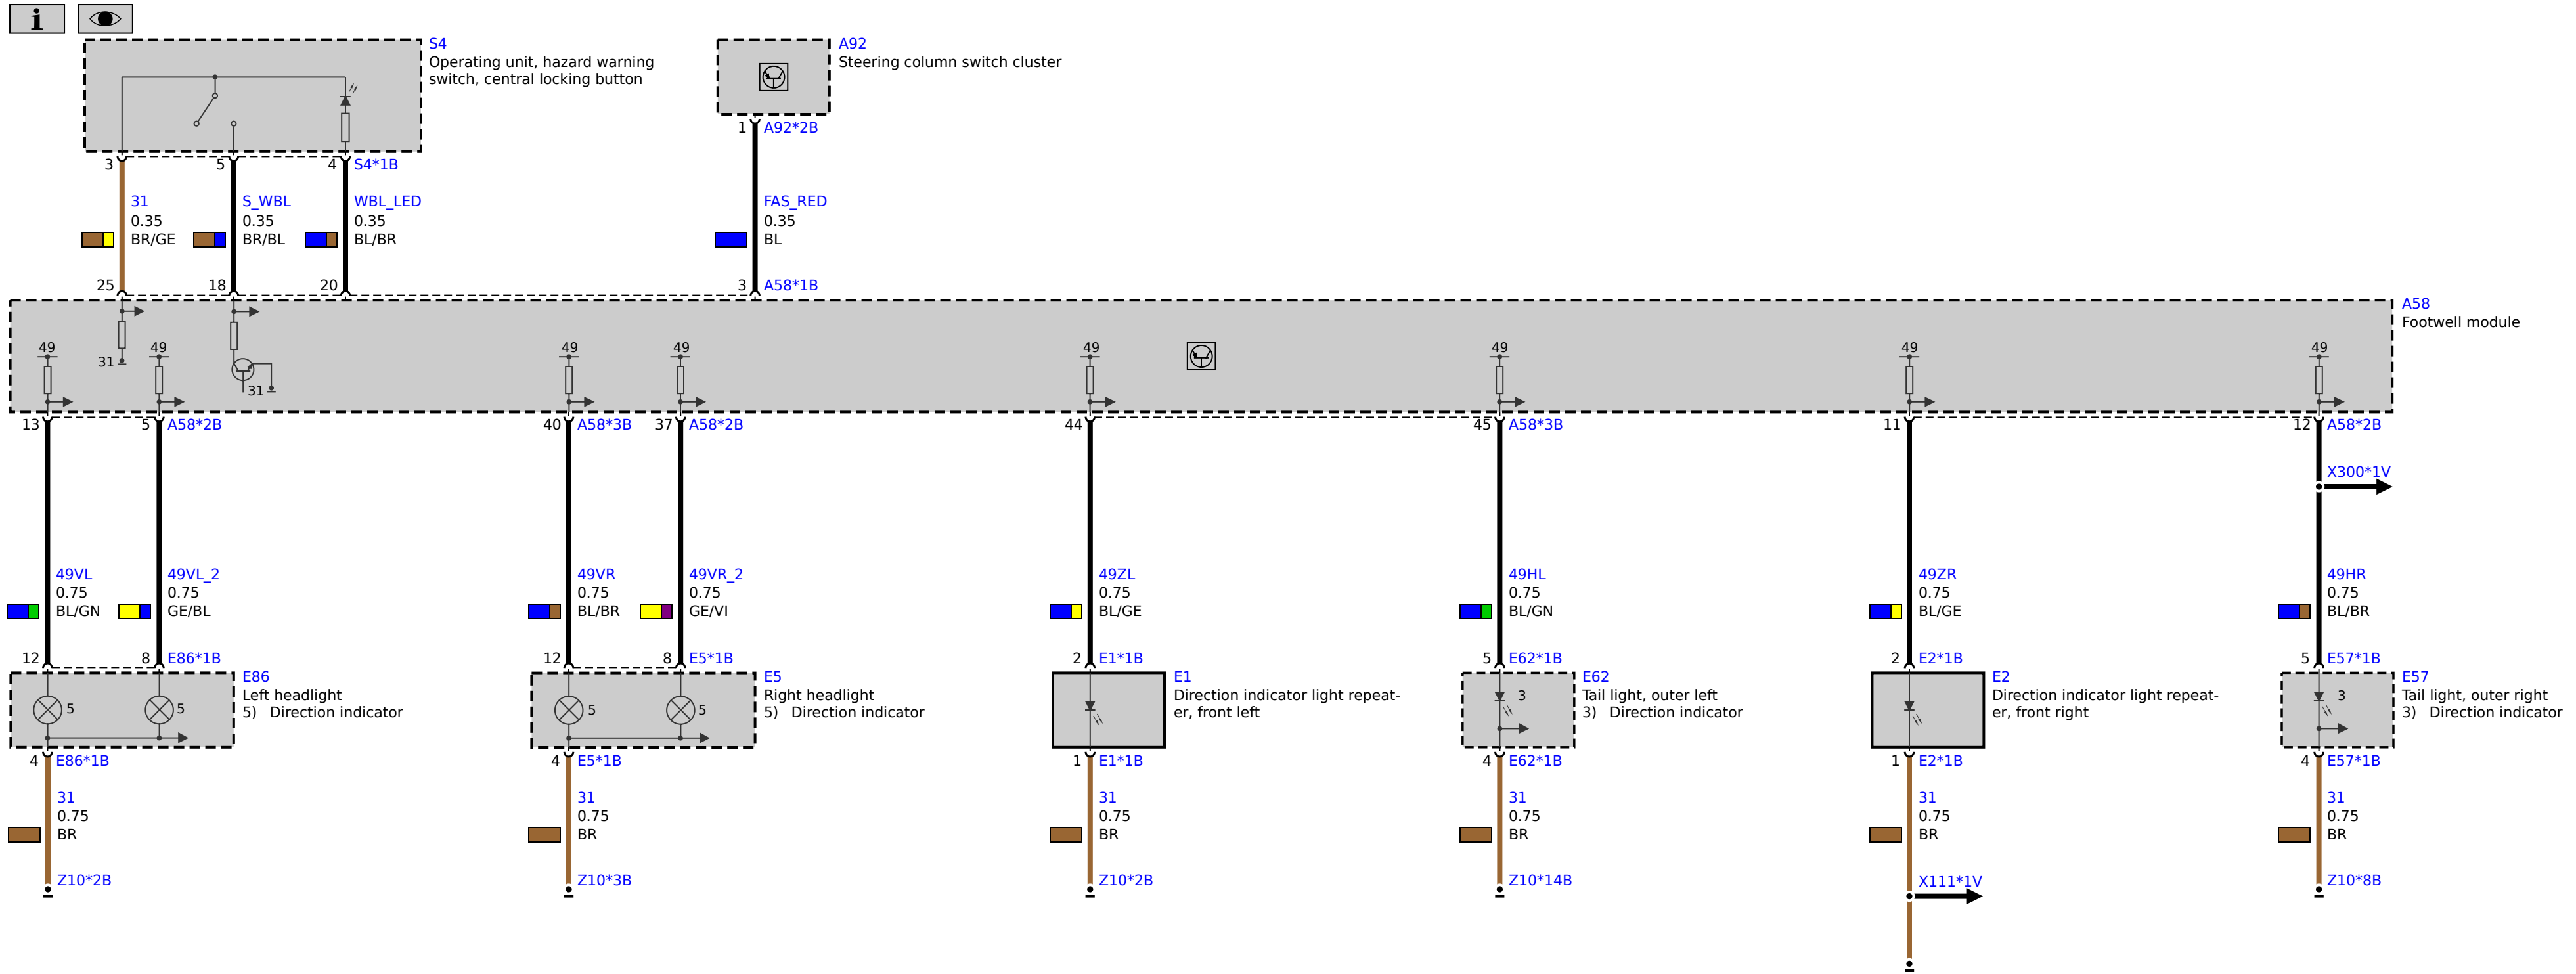 i
S4
Operating unit, hazard warning
switch, central locking button
A92
Steering column switch cluster
1 A92*2B
3 5 4 S4*1B
31
0.35
BR/GE
S_WBL
0.35
BR/BL
WBL_LED
0.35
BL/BR
FAS_RED
0.35
BL
25 18 20 3 A58*1B
A58
Footwell module
49 31 49 31 49 49 49 49 49 49
13 5 A58*2B 40 A58*3B 37 A58*2B 44 45 A58*3B 11 12 A58*2B
X300*1V
49VL
0.75
BL/GN
49VL_2
0.75
GE/BL
49VR
0.75
BL/BR
49VR_2
0.75
GE/VI
49ZL
0.75
BL/GE
49HL
0.75
BL/GN
49ZR
0.75
BL/GE
49HR
0.75
BL/BR
12 8 E86*1B 12 8 E5*1B 2 E1*1B 5 E62*1B 2 E2*1B 5 E57*1B
5 5
E86
Left headlight
5) Direction indicator
5 5
E5
Right headlight
5) Direction indicator
E1
Direction indicator light repeat-
er, front left
3
E62
Tail light, outer left
3) Direction indicator
E2
Direction indicator light repeat-
er, front right
3
E57
Tail light, outer right
3) Direction indicator
4 E86*1B 4 E5*1B 1 E1*1B 4 E62*1B 1 E2*1B 4 E57*1B
31
0.75
BR
Z10*2B
31
0.75
BR
Z10*3B
31
0.75
BR
Z10*2B
31
0.75
BR
Z10*14B
31
0.75
BR
X111*1V
31
0.75
BR
Z10*8B